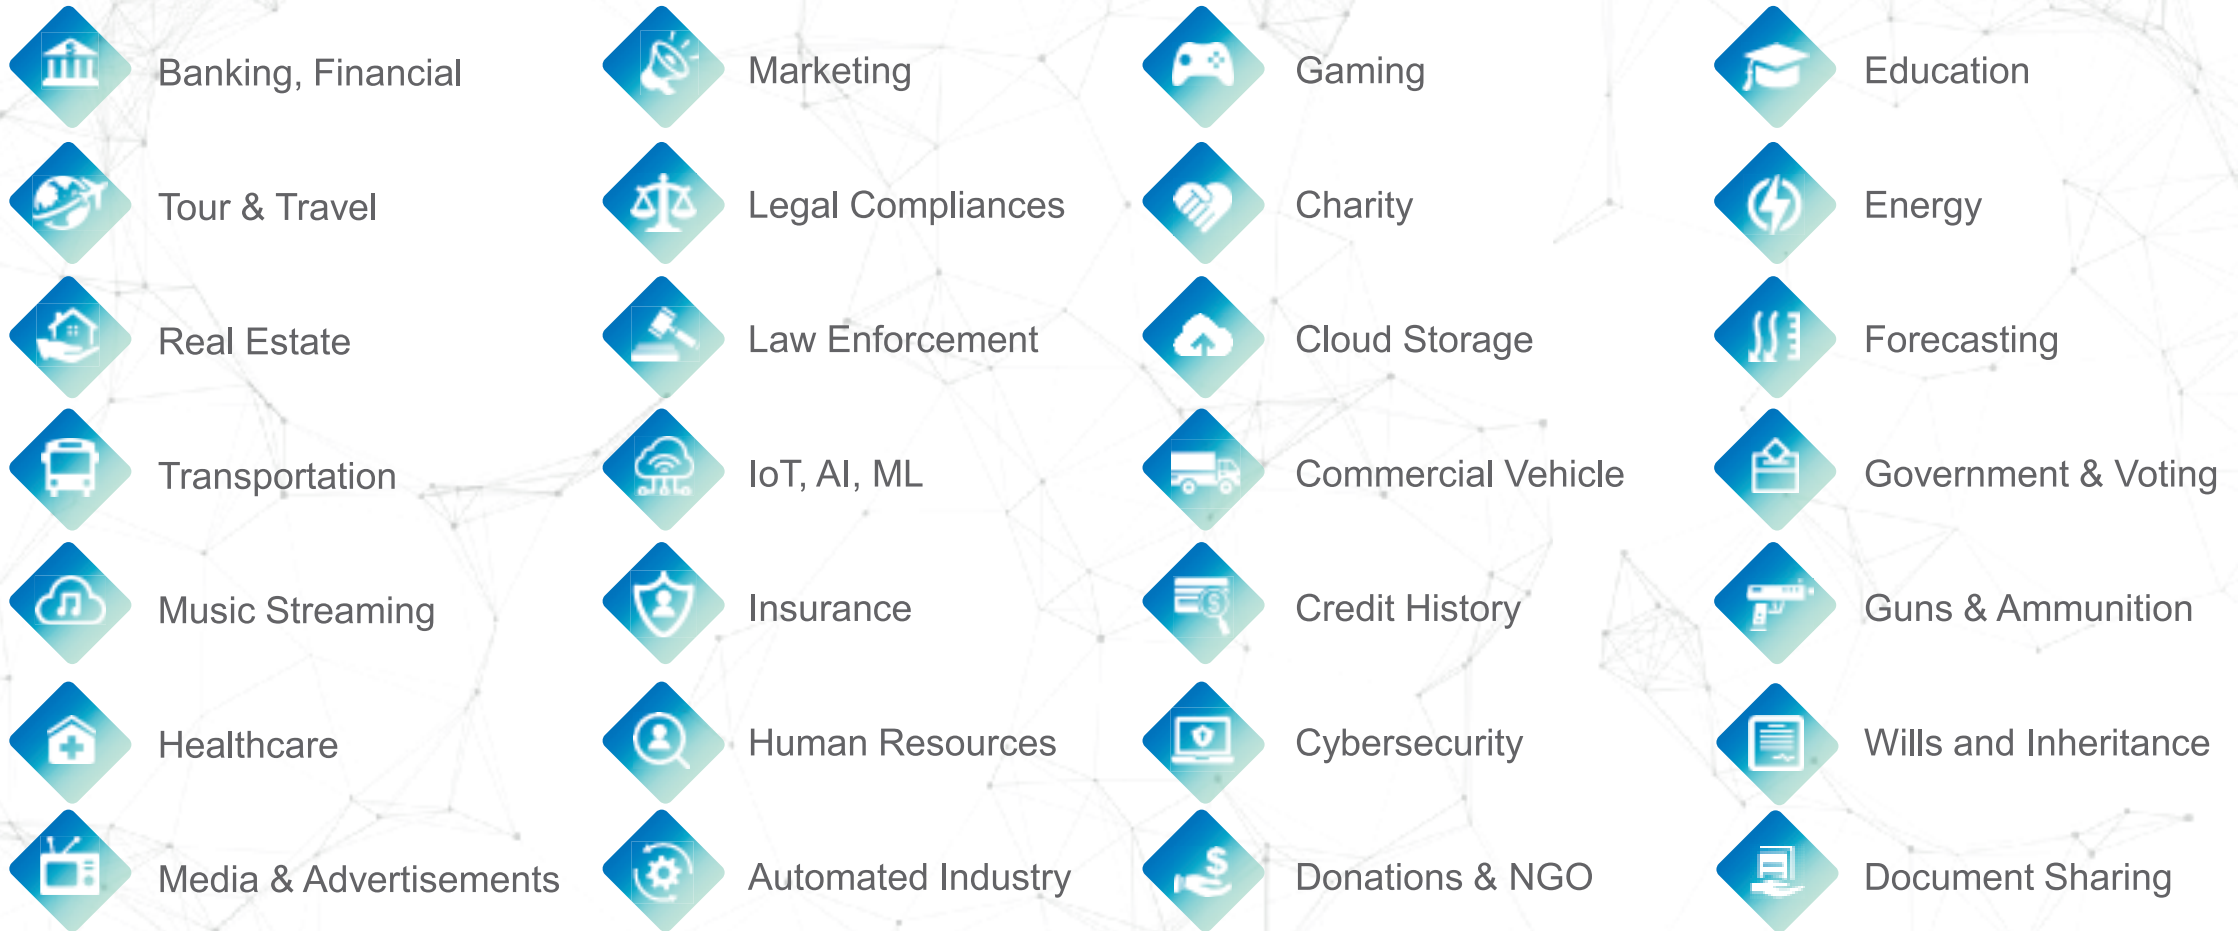 Banking, Financial
Marketing
Gaming
Education
Tour & Travel
Legal Compliances
Charity
Energy
Real Estate
Law Enforcement
Cloud Storage
Forecasting
Transportation
IoT, AI, ML
Commercial Vehicle
Government & Voting
Music Streaming
Insurance
Credit History
Guns & Ammunition
Healthcare
Human Resources
Cybersecurity
Wills and Inheritance
Media & Advertisements
Automated Industry
Donations & NGO
Document Sharing